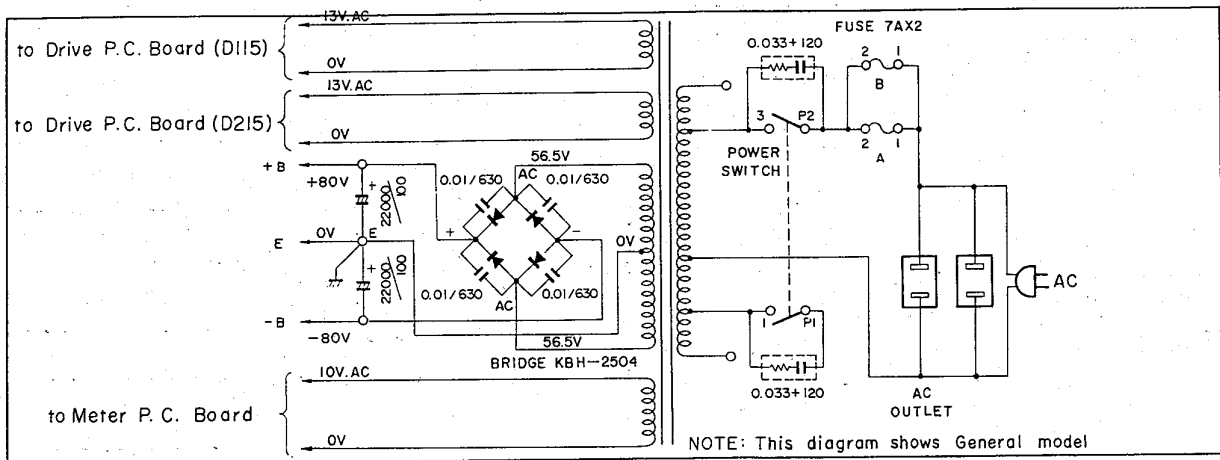 13V.AC
to Drive P.C. Board (D115)
0V
13V.AC
to Drive P.C. Board (D215)
0V
+B
+80V
+
22000/100
E
0V
E
+
22000/100
-B
-80V
56.5V
AC
0.01/630
0.01/630
+
-
0V
0.01/630
0.01/630
AC
56.5V
BRIDGE KBH-2504
10V.AC
to Meter P. C. Board
0V
FUSE 7AX2
0.033+120
2 1
B
3 P2
2 1
A
POWER
SWITCH
AC
1 P1
0.033+120
AC
OUTLET
NOTE: This diagram shows General model